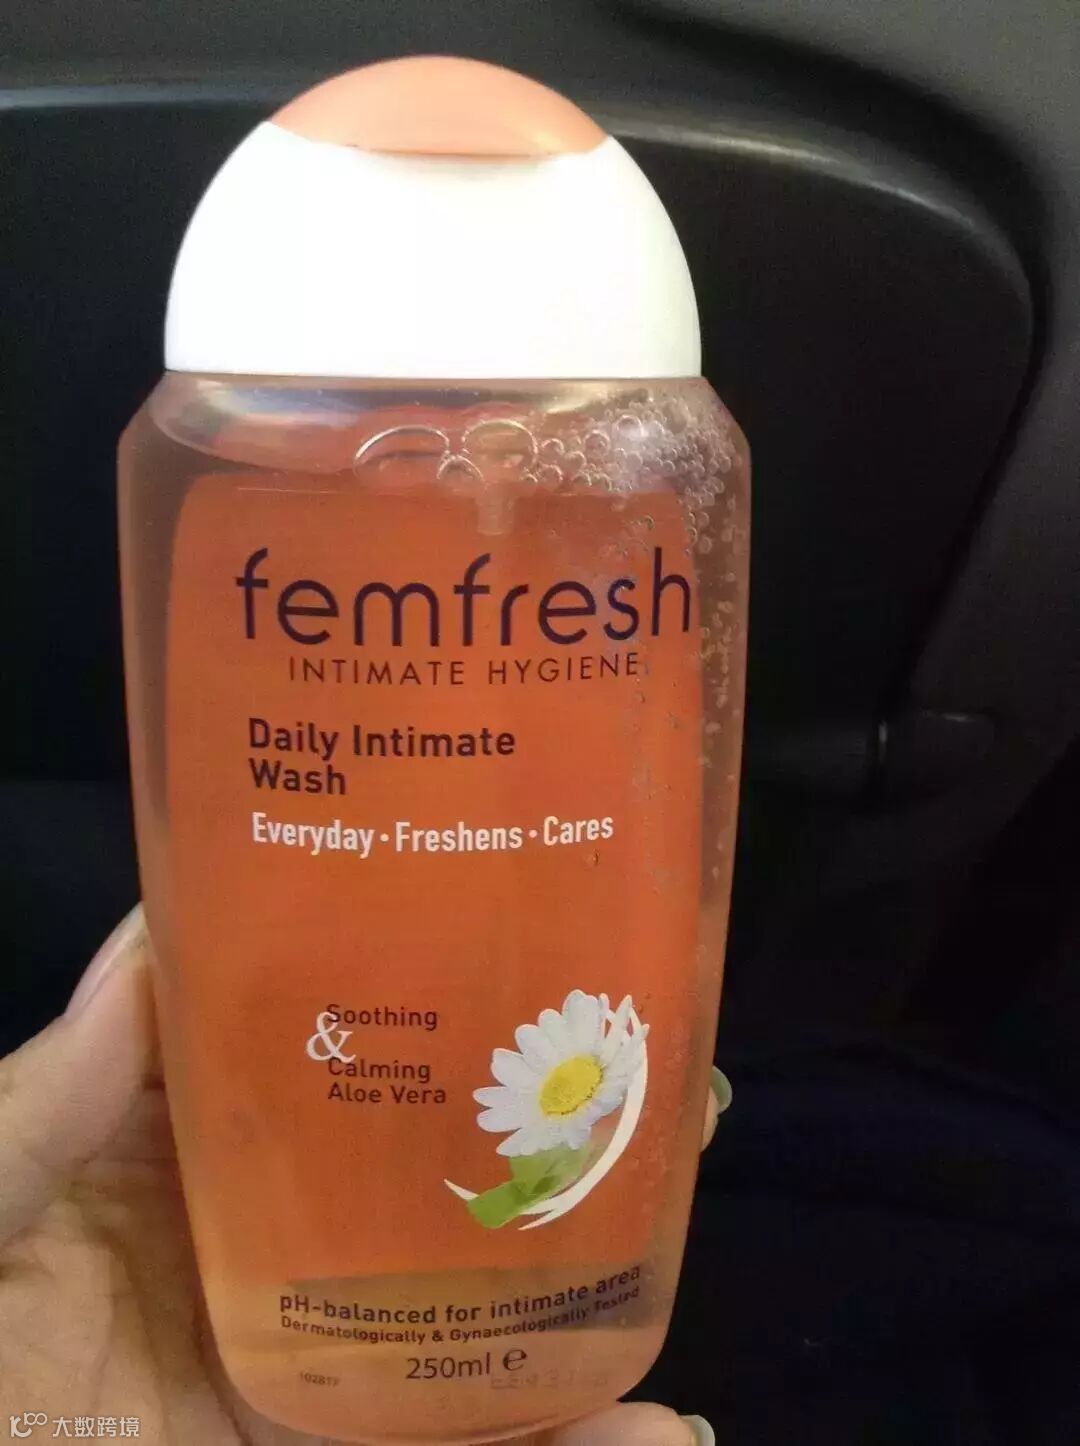 femfresh
INTIMATE HYGIENE
Daily Intimate
Wash
Everyday · Freshens · Cares
Soothing
&
Calming
Aloe Vera
pH-balanced for intimate area
Dermatologically & Gynaecologically Tested
250ml ℮
大数跨境